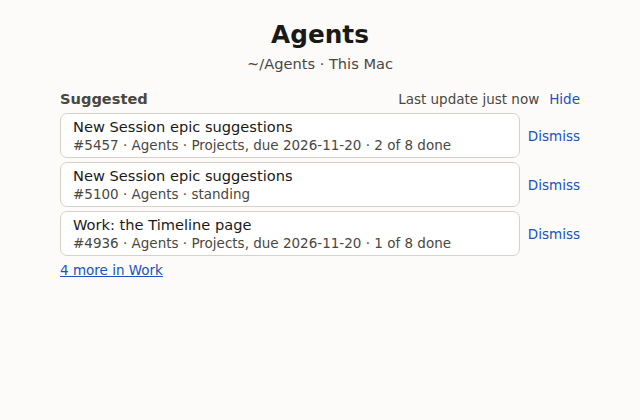 Agents
~/Agents · This Mac
Suggested Last update just now Hide
New Session epic suggestions
#5457 · Agents · Projects, due 2026-11-20 · 2 of 8 done
Dismiss
New Session epic suggestions
#5100 · Agents · standing
Dismiss
Work: the Timeline page
#4936 · Agents · Projects, due 2026-11-20 · 1 of 8 done
Dismiss
4 more in Work